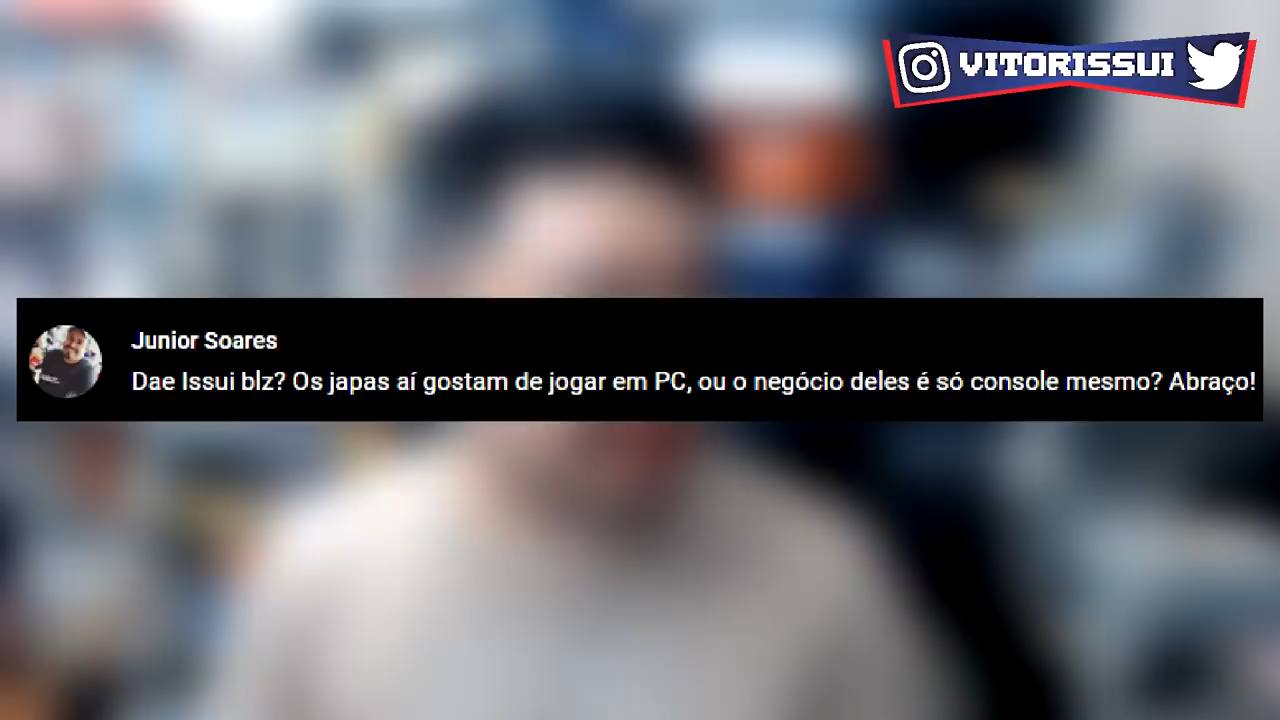 VITORISSUI
Junior Soares
Dae Issui blz? Os japas aí gostam de jogar em PC, ou o negócio deles é só console mesmo? Abraço!